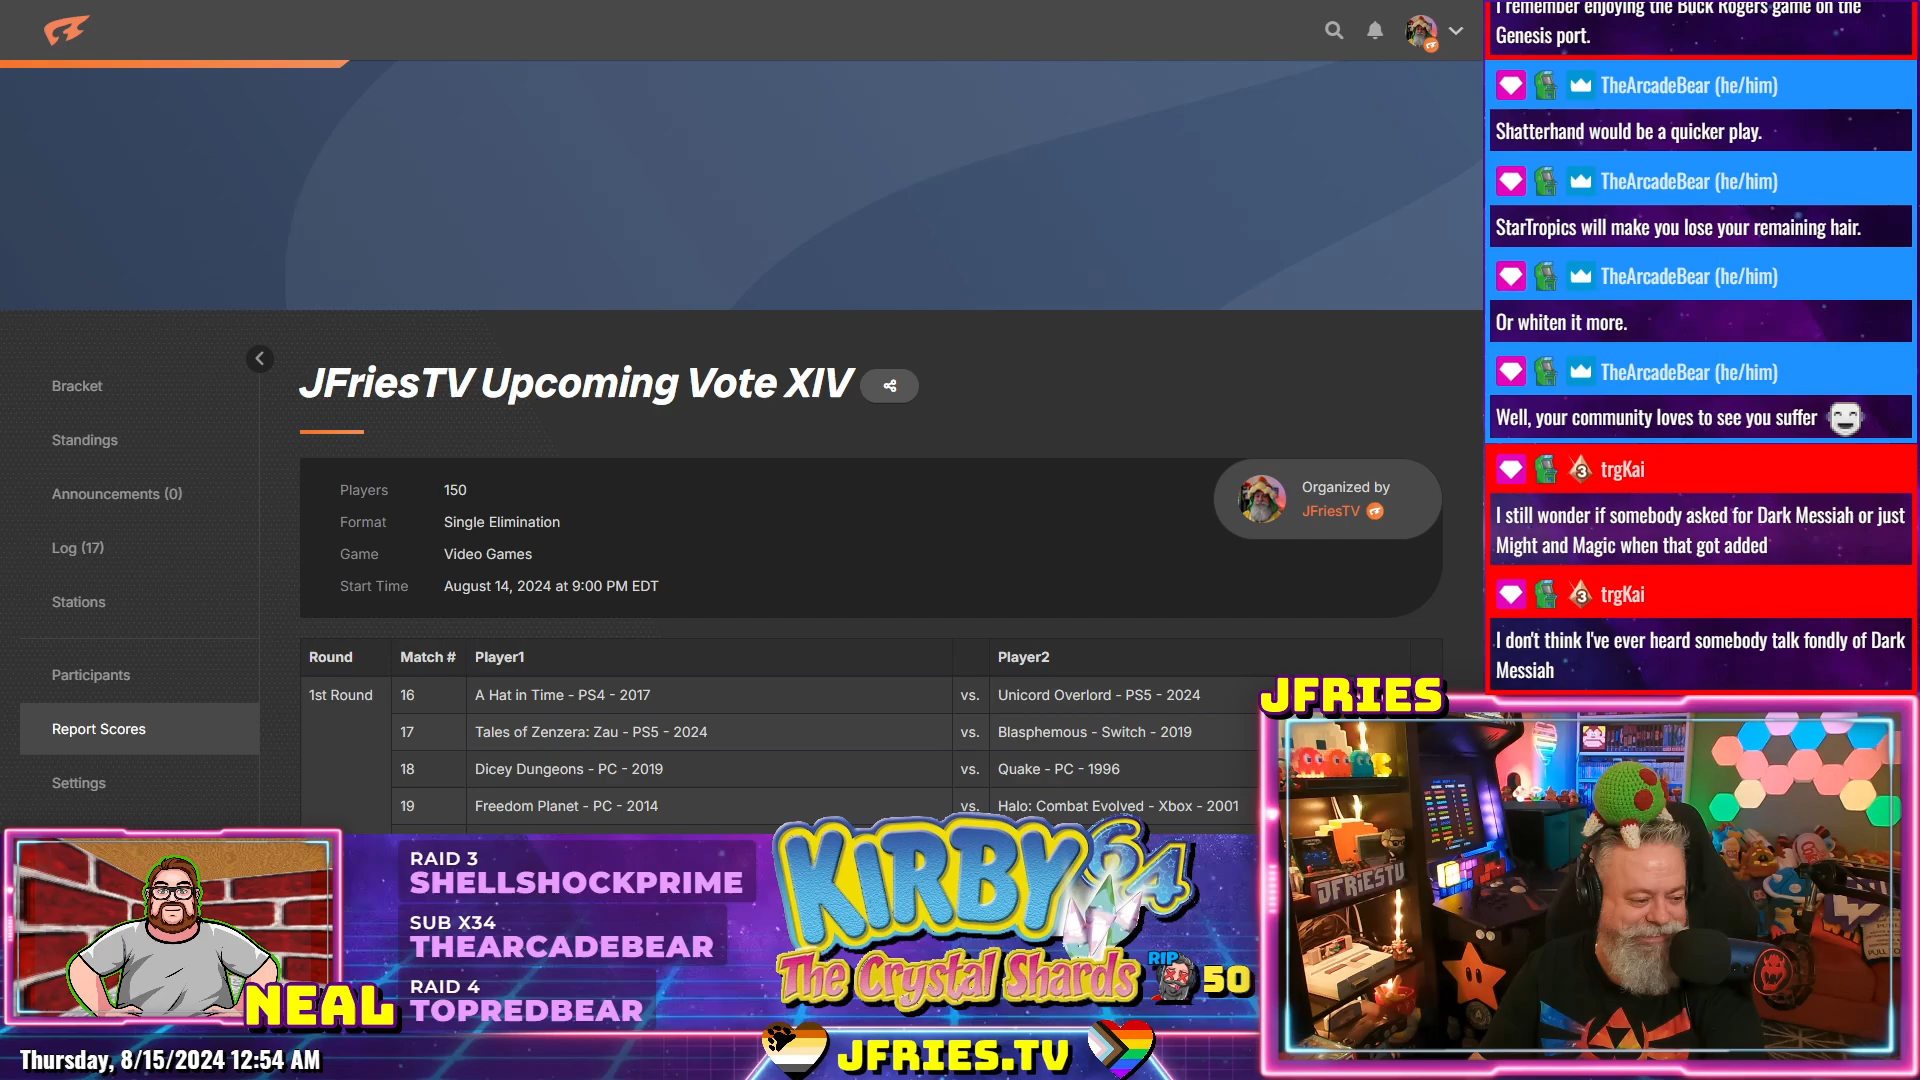 I remember enjoying the Buck Rogers game on the
Genesis port.
TheArcadeBear (he/him)
Shatterhand would be a quicker play.
TheArcadeBear (he/him)
StarTropics will make you lose your remaining hair.
TheArcadeBear (he/him)
Or whiten it more.
TheArcadeBear (he/him)
Well, your community loves to see you suffer
3 trgKai
I still wonder if somebody asked for Dark Messiah or just
Might and Magic when that got added
3 trgKai
I don't think I've ever heard somebody talk fondly of Dark
Messiah
Bracket
Standings
Announcements (0)
Log (17)
Stations
Participants
Report Scores
Settings
JFriesTV Upcoming Vote XIV
Players 150
Format Single Elimination
Game Video Games
Start Time August 14, 2024 at 9:00 PM EDT
Organized by
JFriesTV
Round Match # Player1 Player2
1st Round 16 A Hat in Time - PS4 - 2017 vs. Unicord Overlord - PS5 - 2024
17 Tales of Zenzera: Zau - PS5 - 2024 vs. Blasphemous - Switch - 2019
18 Dicey Dungeons - PC - 2019 vs. Quake - PC - 1996
19 Freedom Planet - PC - 2014 vs. Halo: Combat Evolved - Xbox - 2001
JFRIES
JFRIESTV
NEAL
RAID 3
SHELLSHOCKPRIME
SUB X34
THEARCADEBEAR
RAID 4
TOPREDBEAR
KIRBY 64
The Crystal Shards
RIP 50
JFRIES.TV
Thursday, 8/15/2024 12:54 AM